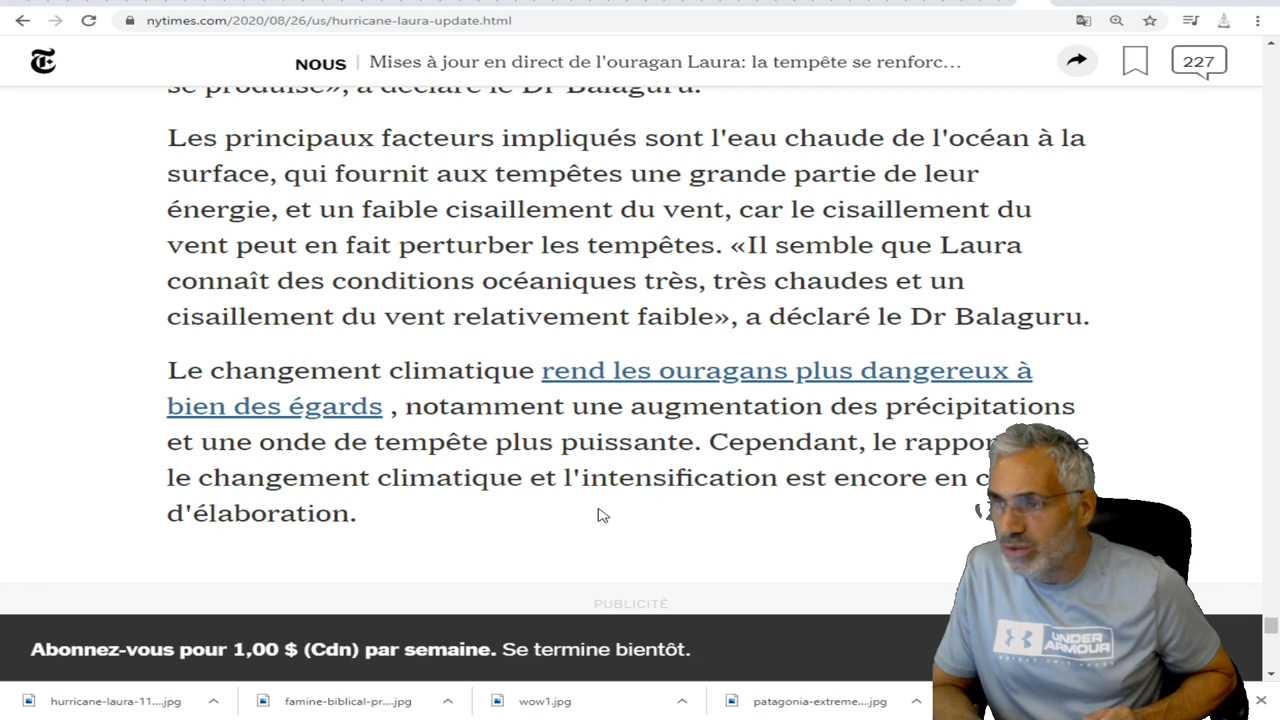 nytimes.com/2020/08/26/us/hurricane-laura-update.html
NOUS | Mises à jour en direct de l'ouragan Laura: la tempête se renforc…
227
se produise», a déclaré le Dr Balaguru.
Les principaux facteurs impliqués sont l'eau chaude de l'océan à la
surface, qui fournit aux tempêtes une grande partie de leur
énergie, et un faible cisaillement du vent, car le cisaillement du
vent peut en fait perturber les tempêtes. «Il semble que Laura
connaît des conditions océaniques très, très chaudes et un
cisaillement du vent relativement faible», a déclaré le Dr Balaguru.
Le changement climatique rend les ouragans plus dangereux à
bien des égards , notamment une augmentation des précipitations
et une onde de tempête plus puissante. Cependant, le
le changement climatique et l'intensification est encore en
d'élaboration.
PUBLICITÉ
Abonnez-vous pour 1,00 $ (Cdn) par semaine. Se termine bientôt.
UNDER
ARMOUR
hurricane-laura-11....jpg
famine-biblical-pr....jpg
wow1.jpg
patagonia-extreme....jpg